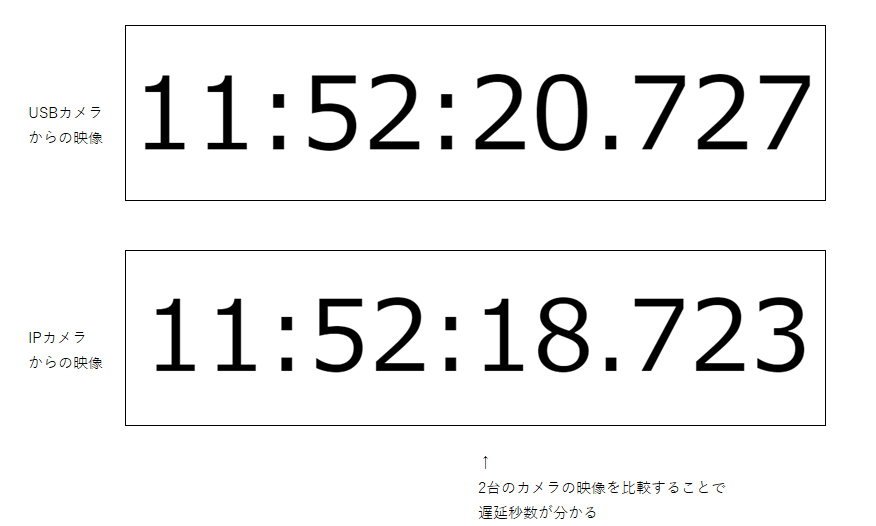 USBカメラ
からの映像
11:52:20.727
IPカメラ
からの映像
11:52:18.723
↑
2台のカメラの映像を比較することで
遅延秒数が分かる